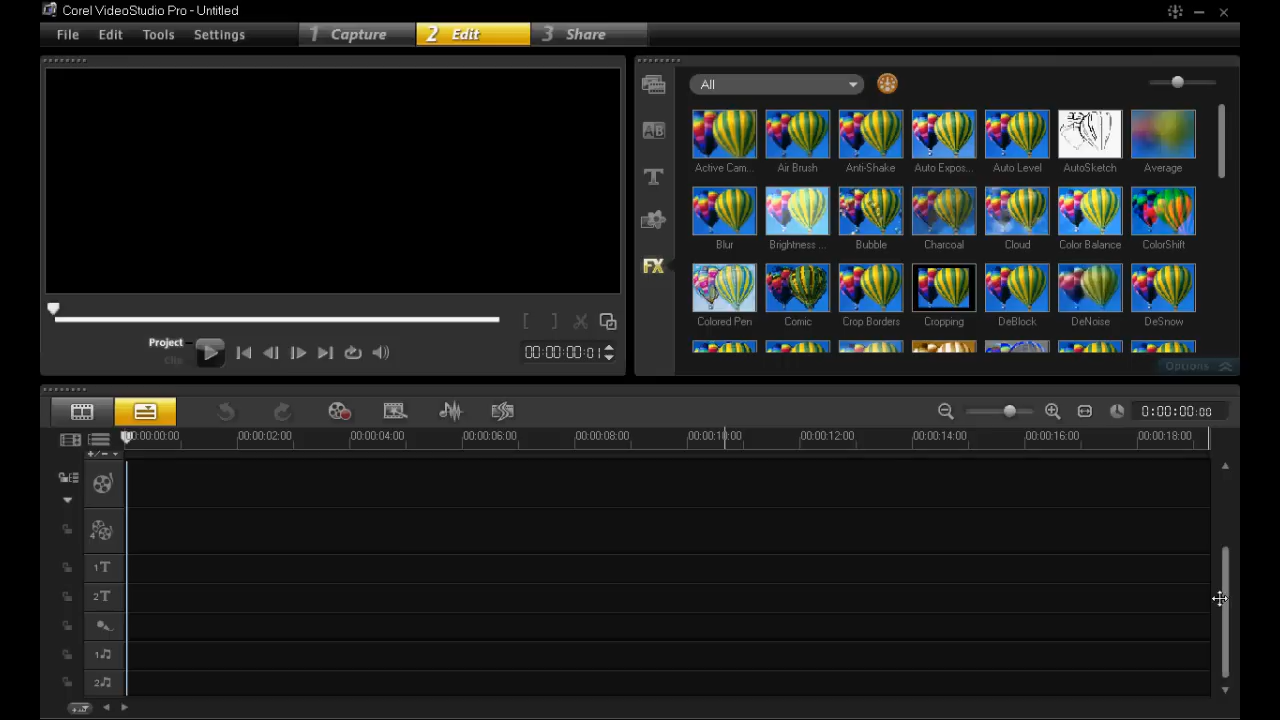 Corel VideoStudio Pro - Untitled
File Edit Tools Settings 1 Capture 2 Edit 3 Share
All
AB
T
FX
Active Cam... Air Brush Anti-Shake Auto Expos... Auto Level AutoSketch Average
Blur Brightness ... Bubble Charcoal Cloud Color Balance ColorShift
Colored Pen Comic Crop Borders Cropping DeBlock DeNoise DeSnow
Project
Clip
00:00:00:01
Options
0:00:00:00
00:00:00:00 00:00:02:00 00:00:04:00 00:00:06:00 00:00:08:00 00:00:10:00 00:00:12:00 00:00:14:00 00:00:16:00 00:00:18:00
4
1T
2T
1
2